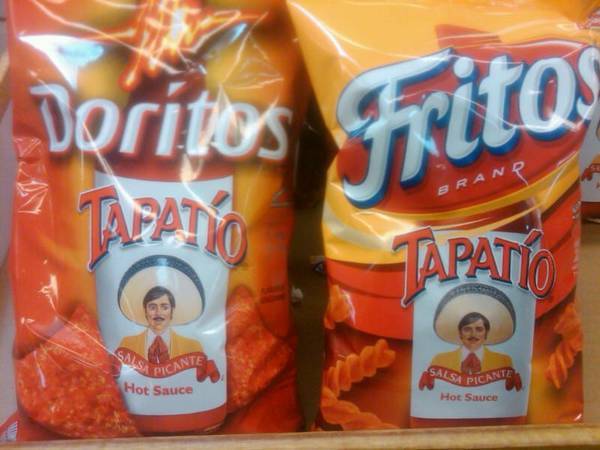 Doritos
TAPATÍO
SALSA PICANTE
Hot Sauce
Fritos
BRAND
TAPATÍO
SALSA PICANTE
Hot Sauce